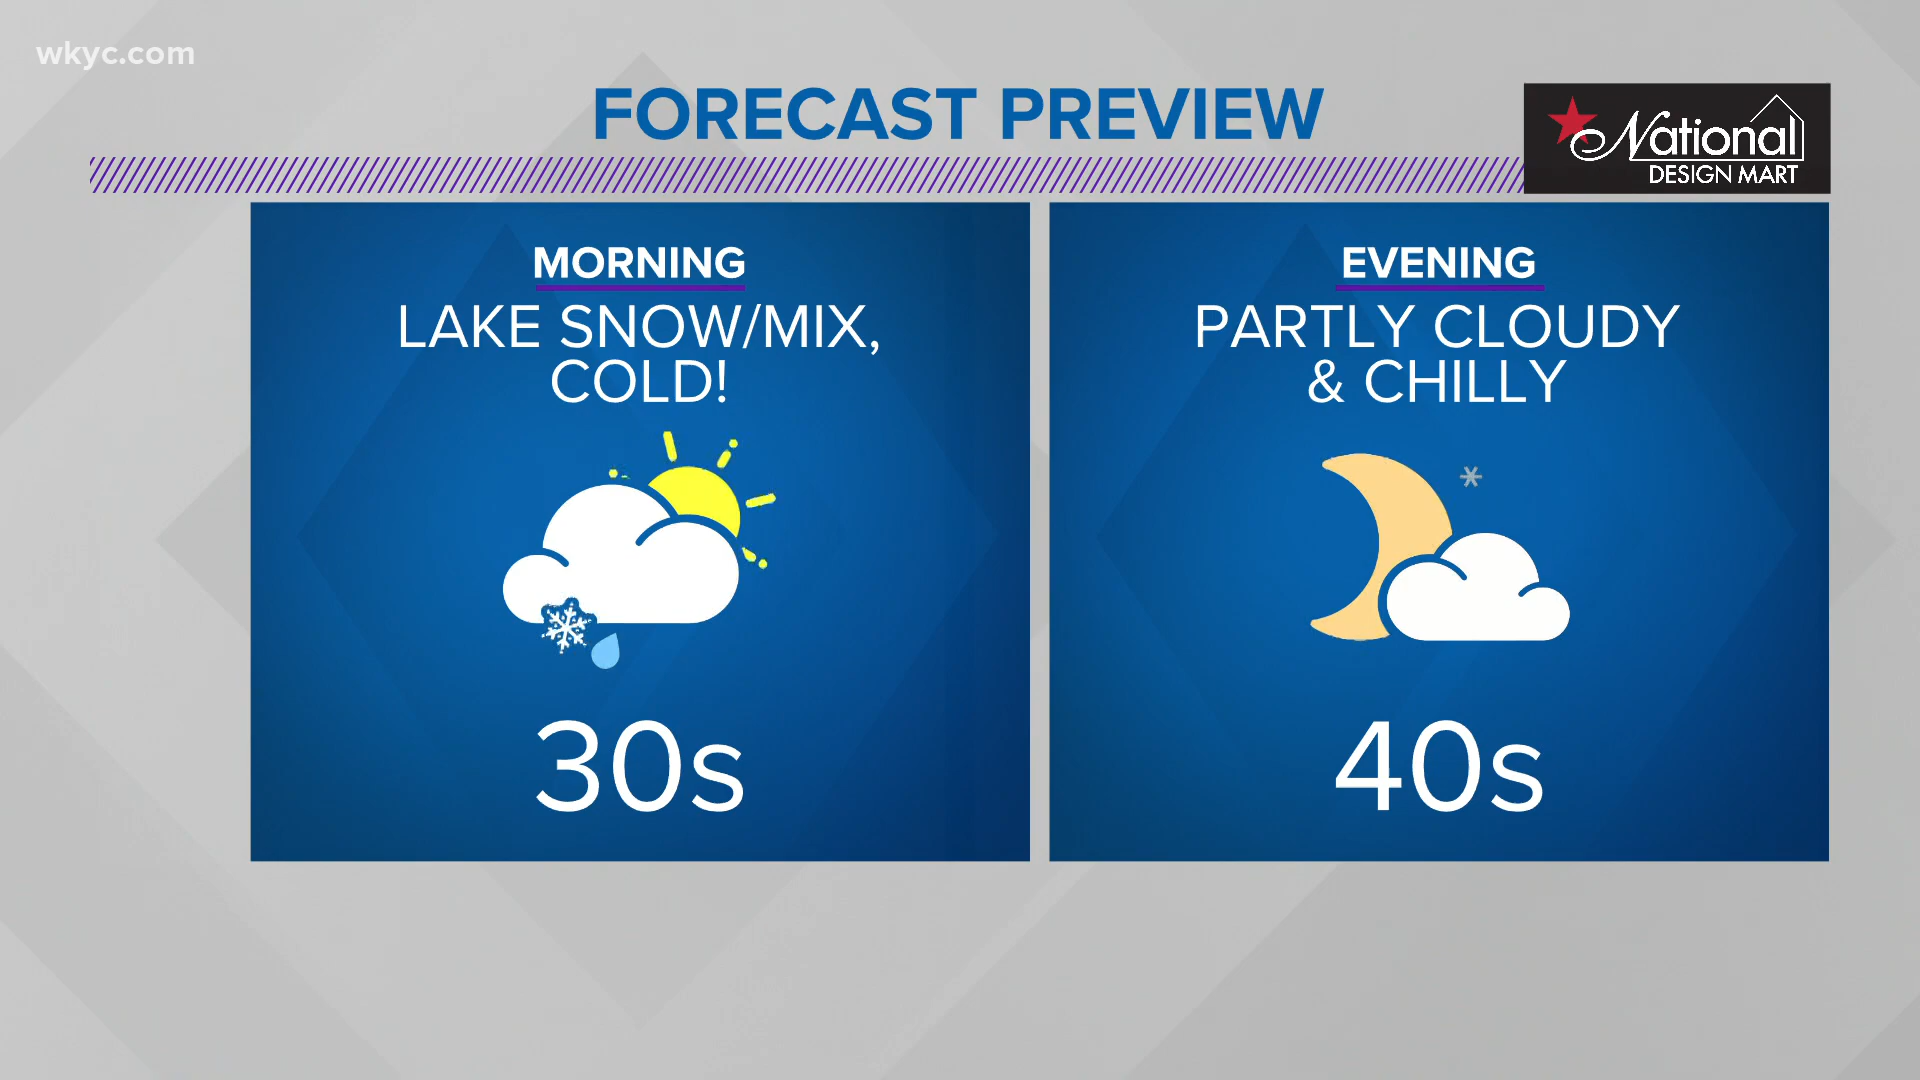 wkyc.com
FORECAST PREVIEW
National
DESIGN MART
MORNING
LAKE SNOW/MIX,
COLD!
30s
EVENING
PARTLY CLOUDY
& CHILLY
40s